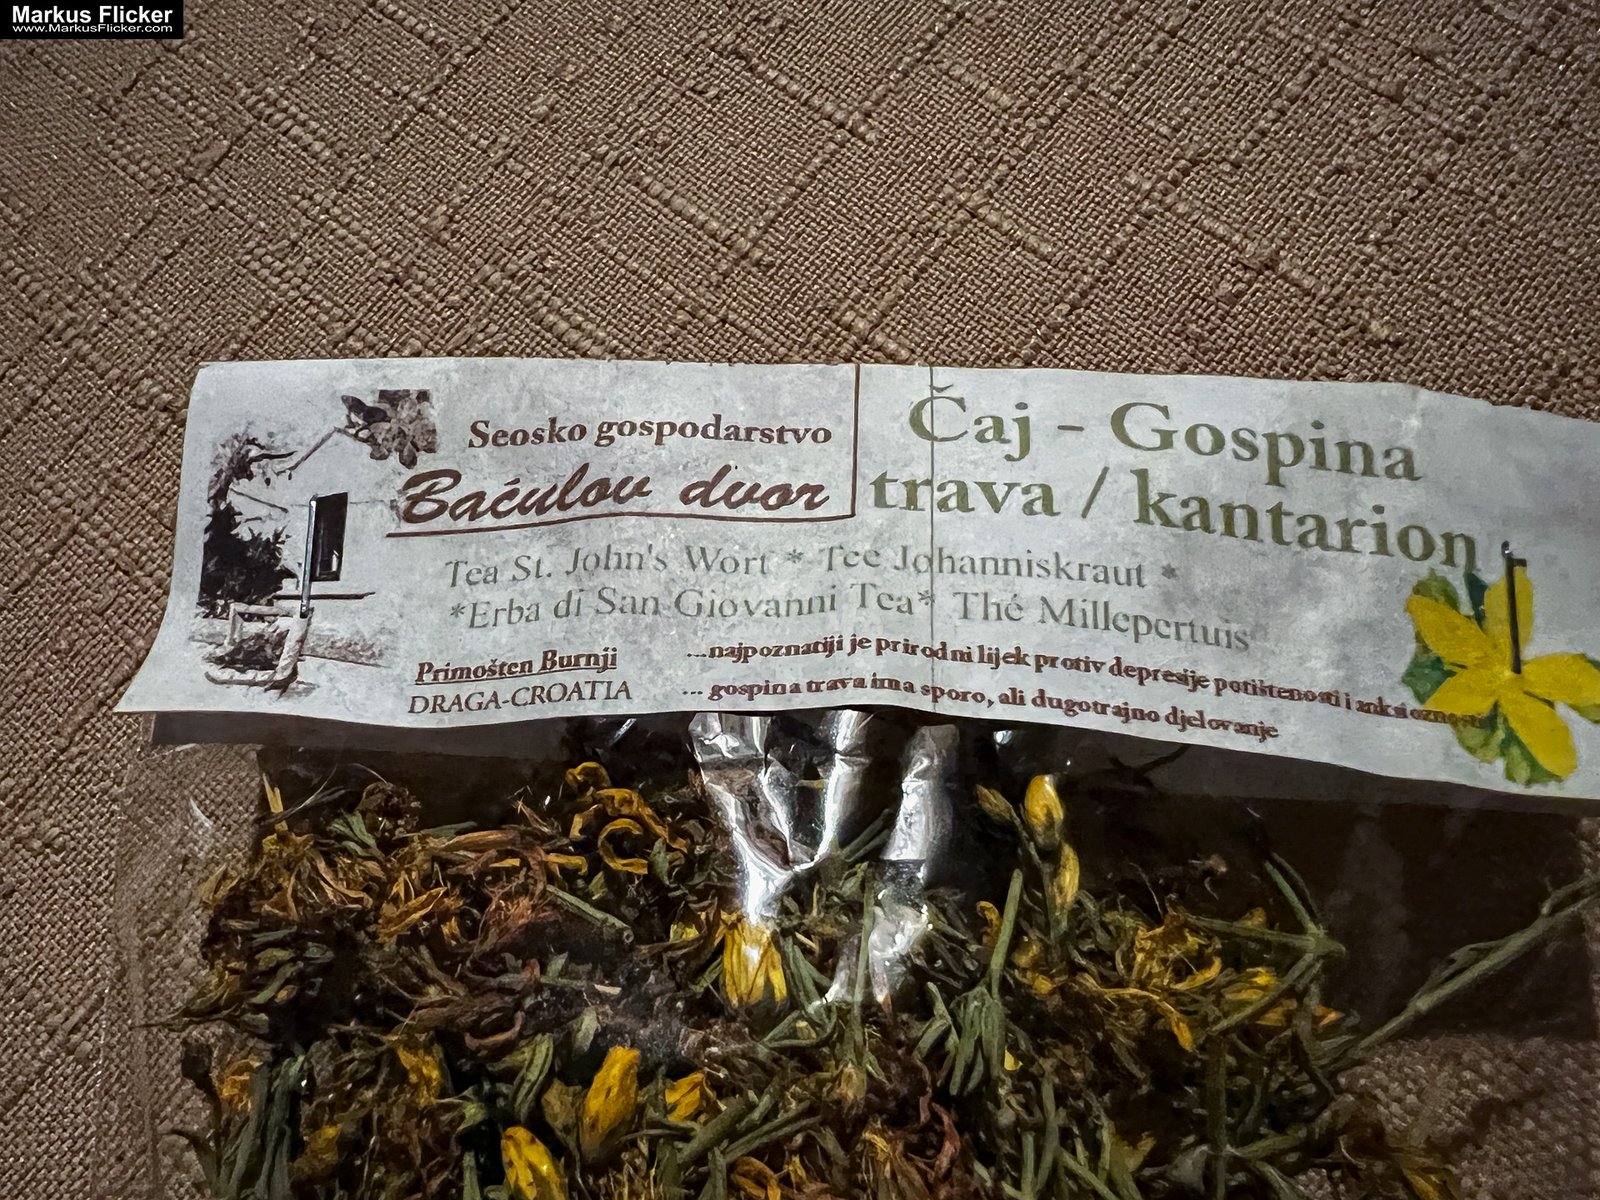 Markus Flicker
www.MarkusFlicker.com
Seosko gospodarstvo
Baćulov dvor
Čaj - Gospina
trava / kantarion
Tea St. John's Wort * Tee Johanniskraut *
*Erba di San Giovanni Tea* Thé Millepertuis
Primošten Burnji
DRAGA-CROATIA
...najpoznatiji je prirodni lijek protiv depresije potištenosti i anksioznosti
... gospina trava ima sporo, ali dugotrajno djelovanje